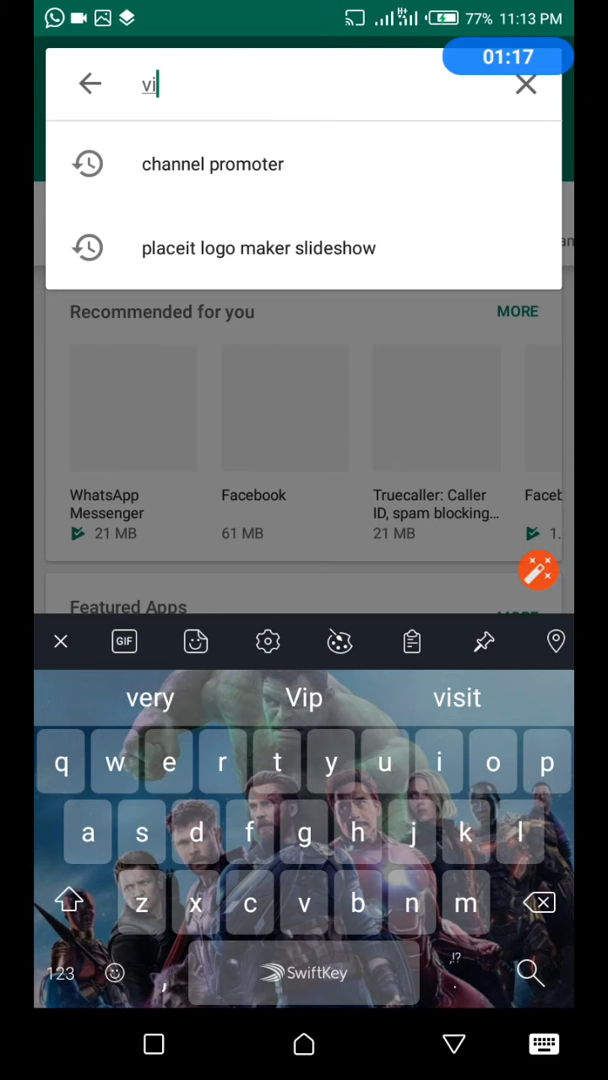 77% 11:13 PM
01:17
vi
channel promoter
placeit logo maker slideshow
Recommended for you MORE
WhatsApp Messenger
21 MB
Facebook
61 MB
Truecaller: Caller ID, spam blocking...
21 MB
Faceb
1.
Featured Apps
GIF
very Vip visit
q w e r t y u i o p
a s d f g h j k l
z x c v b n m
123 , SwiftKey ,!? .